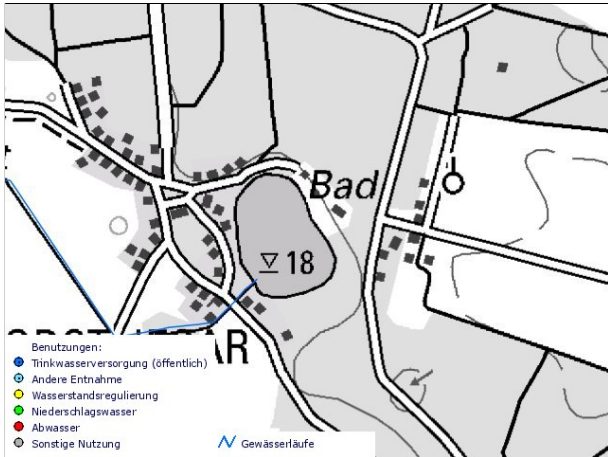 Bad
18
Benutzungen:
Trinkwasserversorgung (öffentlich)
Andere Entnahme
Wasserstandsregulierung
Niederschlagswasser
Abwasser
Sonstige Nutzung
Gewässerläufe